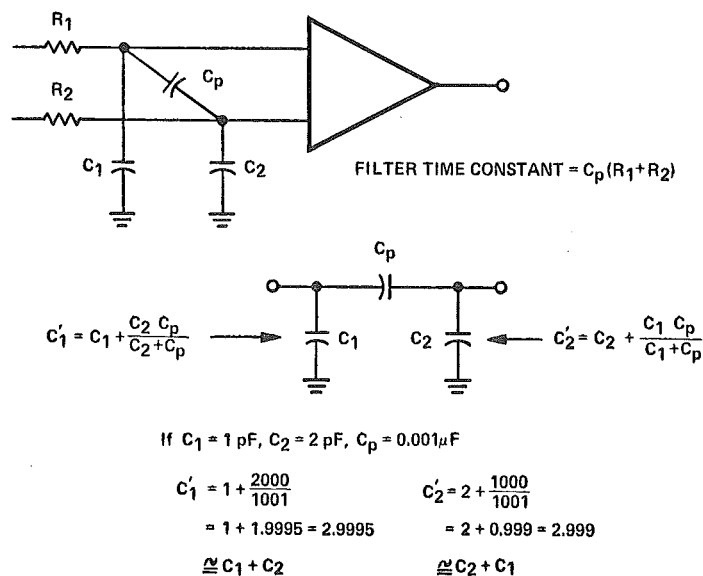 R1
R2
Cp
C1
C2
FILTER TIME CONSTANT = Cp(R1+R2)
Cp
C'1 = C1 + C2 Cp / C2+Cp
C1
C2
C'2 = C2 + C1 Cp / C1+Cp
If C1 = 1 pF, C2 = 2 pF, Cp = 0.001μF
C'1 = 1 + 2000/1001
C'2 = 2 + 1000/1001
= 1 + 1.9995 = 2.9995
= 2 + 0.999 = 2.999
≅ C1 + C2
≅ C2 + C1